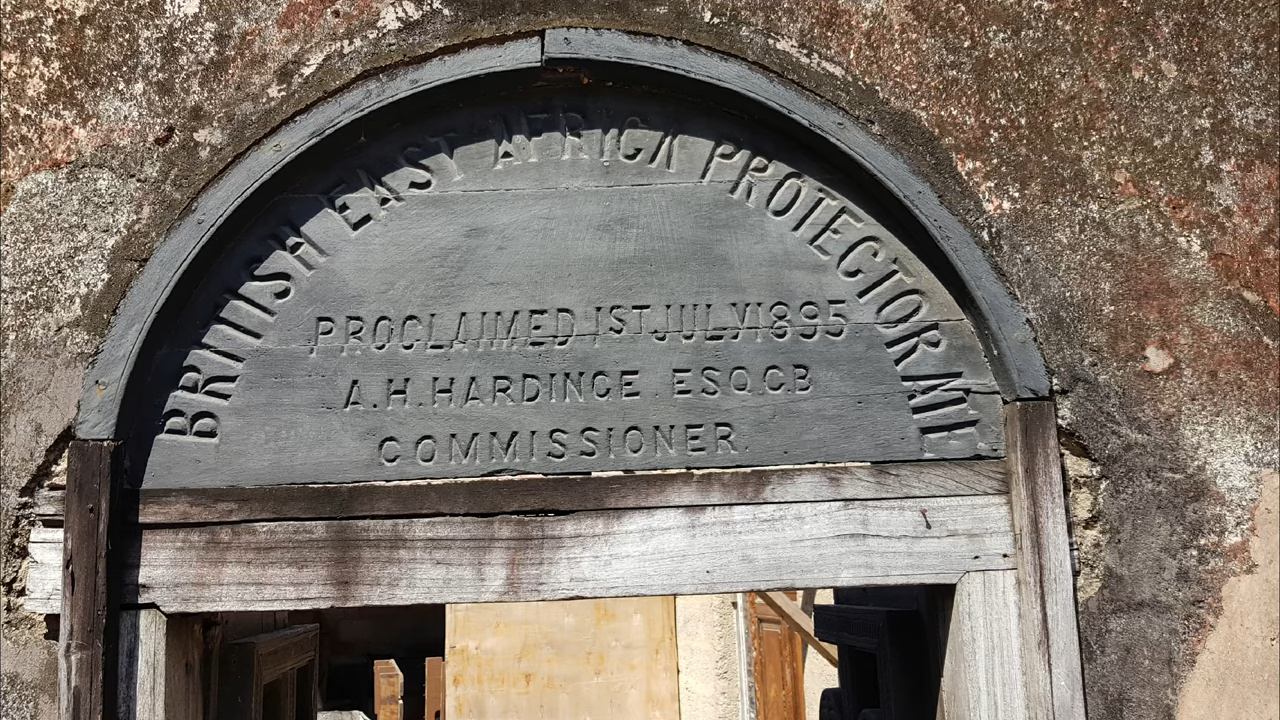 BRITISH EAST AFRICA PROTECTORATE
PROCLAIMED 1ST JULY 1895
A.H.HARDINGE ESQ.C.B
COMMISSIONER.